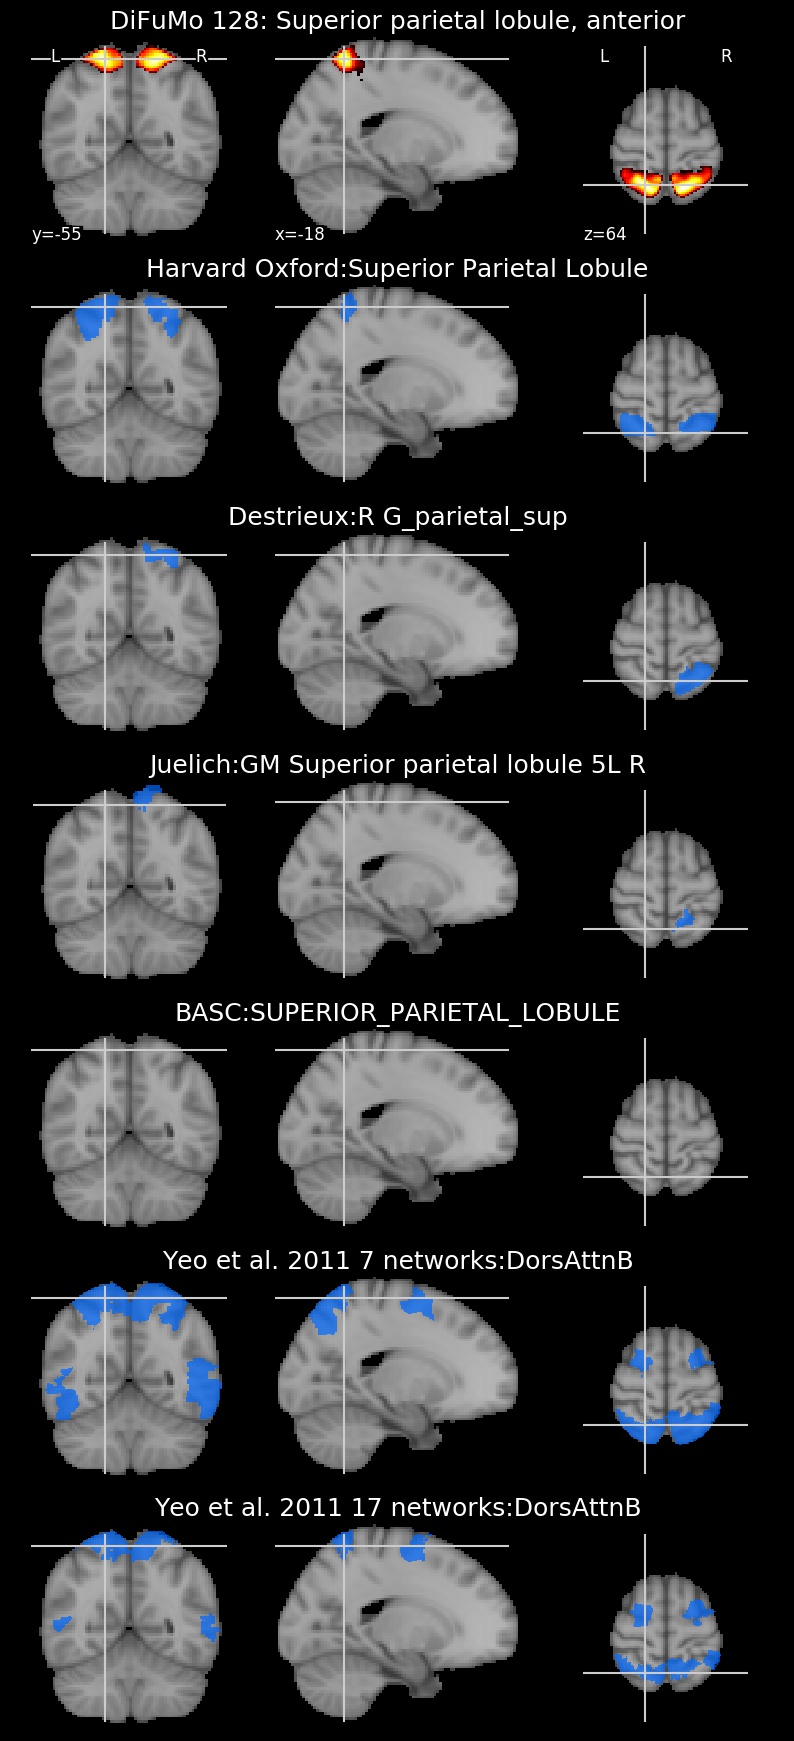 DiFuMo 128: Superior parietal lobule, anterior
L R L R
y=-55 x=-18 z=64
Harvard Oxford:Superior Parietal Lobule
Destrieux:R G_parietal_sup
Juelich:GM Superior parietal lobule 5L R
BASC:SUPERIOR_PARIETAL_LOBULE
Yeo et al. 2011 7 networks:DorsAttnB
Yeo et al. 2011 17 networks:DorsAttnB